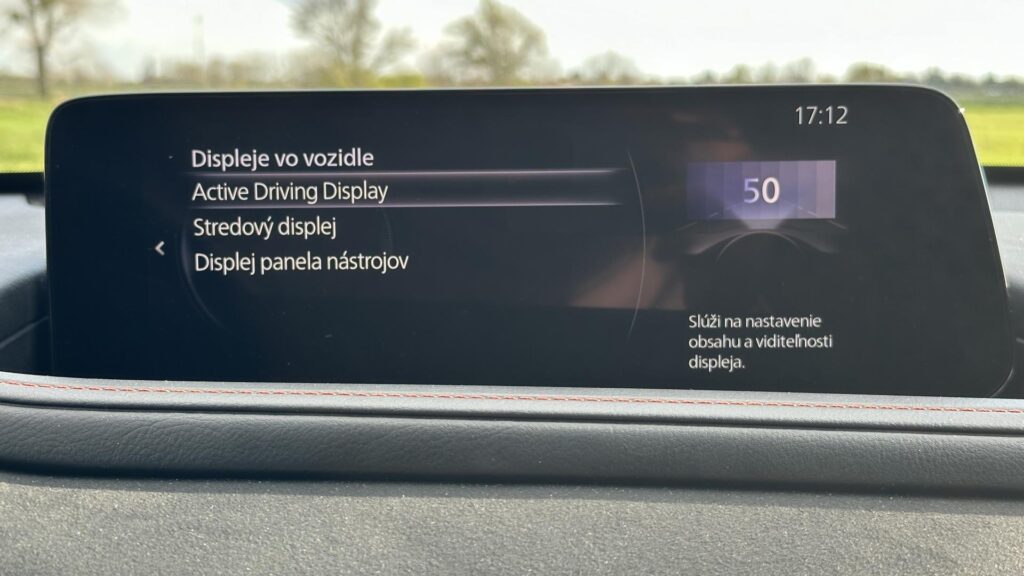 17:12
Displeje vo vozidle
Active Driving Display
Stredový displej
Displej panela nástrojov
50
Slúži na nastavenie
obsahu a viditeľnosti
displeja.